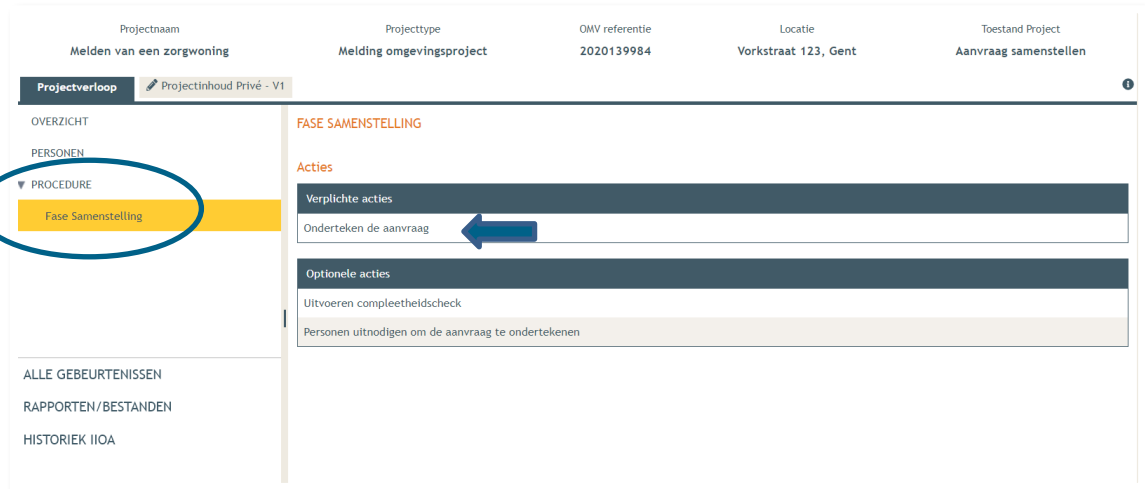 Projectnaam Projecttype OMV referentie Locatie Toestand Project
Melden van een zorgwoning Melding omgevingsproject 2020139984 Vorkstraat 123, Gent Aanvraag samenstellen
Projectverloop Projectinhoud Privé - V1
OVERZICHT
PERSONEN
PROCEDURE
Fase Samenstelling
ALLE GEBEURTENISSEN
RAPPORTEN/BESTANDEN
HISTORIEK IIOA
FASE SAMENSTELLING
Acties
Verplichte acties
Onderteken de aanvraag
Optionele acties
Uitvoeren compleetheidscheck
Personen uitnodigen om de aanvraag te ondertekenen